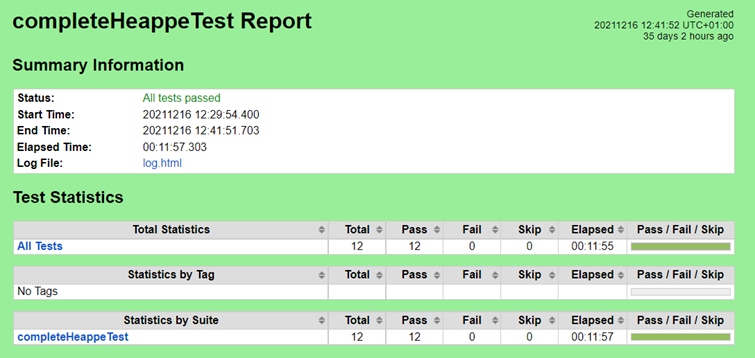 completeHeappeTest Report
Generated
20211216 12:41:52 UTC+01:00
35 days 2 hours ago
Summary Information
Status: All tests passed
Start Time: 20211216 12:29:54.400
End Time: 20211216 12:41:51.703
Elapsed Time: 00:11:57.303
Log File: log.html
Test Statistics
Total Statistics Total Pass Fail Skip Elapsed Pass / Fail / Skip
All Tests 12 12 0 0 00:11:55
Statistics by Tag Total Pass Fail Skip Elapsed Pass / Fail / Skip
No Tags
Statistics by Suite Total Pass Fail Skip Elapsed Pass / Fail / Skip
completeHeappeTest 12 12 0 0 00:11:57